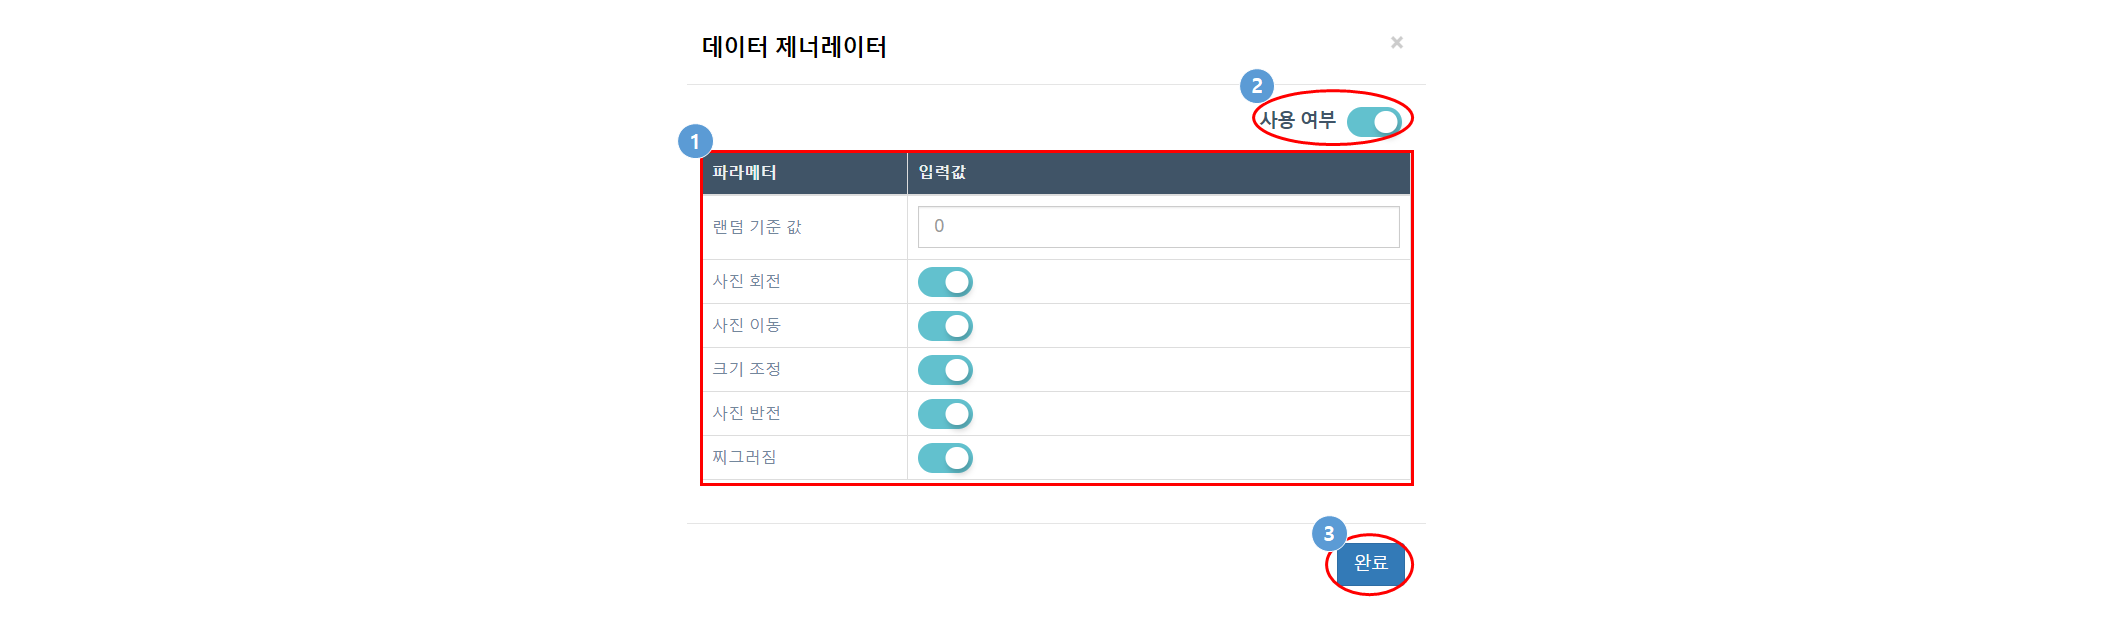 데이터 제너레이터 ×
2
사용 여부
1
파라메터 입력값
랜덤 기준 값 0
사진 회전
사진 이동
크기 조정
사진 반전
찌그러짐
3
완료